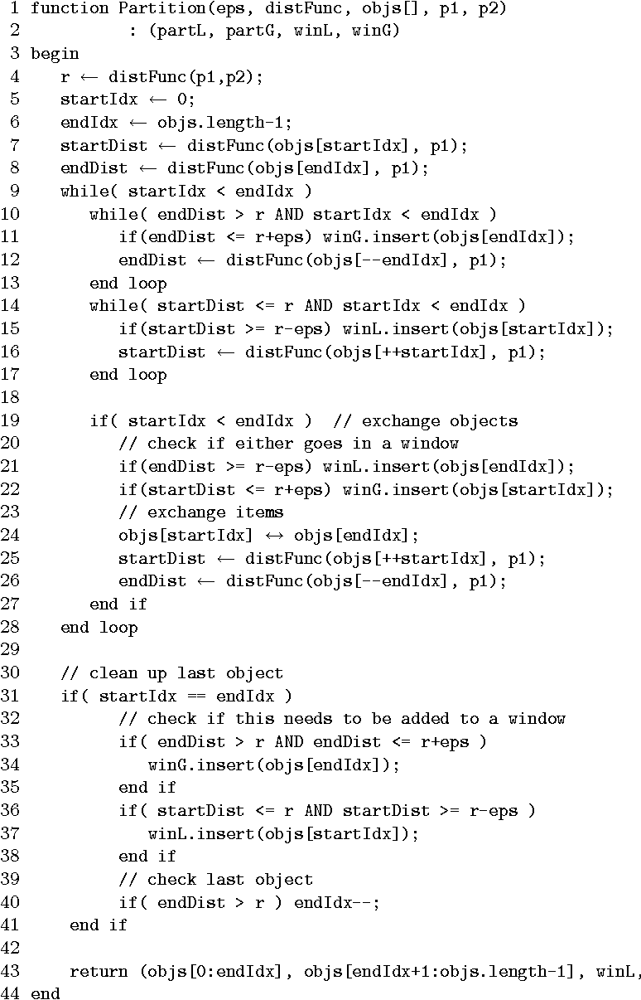 1 function Partition(eps, distFunc, objs[], p1, p2)
2           : (partL, partG, winL, winG)
3 begin
4    r ← distFunc(p1,p2);
5    startIdx ← 0;
6    endIdx ← objs.length-1;
7    startDist ← distFunc(objs[startIdx], p1);
8    endDist ← distFunc(objs[endIdx], p1);
9    while( startIdx < endIdx )
10       while( endDist > r AND startIdx < endIdx )
11          if(endDist <= r+eps) winG.insert(objs[endIdx]);
12          endDist ← distFunc(objs[--endIdx], p1);
13       end loop
14       while( startDist <= r AND startIdx < endIdx )
15          if(startDist >= r-eps) winL.insert(objs[startIdx]);
16          startDist ← distFunc(objs[++startIdx], p1);
17       end loop
18
19       if( startIdx < endIdx )  // exchange objects
20          // check if either goes in a window
21          if(endDist >= r-eps) winL.insert(objs[endIdx]);
22          if(startDist <= r+eps) winG.insert(objs[startIdx]);
23          // exchange items
24          objs[startIdx] ↔ objs[endIdx];
25          startDist ← distFunc(objs[++startIdx], p1);
26          endDist ← distFunc(objs[--endIdx], p1);
27       end if
28    end loop
29
30    // clean up last object
31    if( startIdx == endIdx )
32          // check if this needs to be added to a window
33          if( endDist > r AND endDist <= r+eps )
34             winG.insert(objs[endIdx]);
35          end if
36          if( startDist <= r AND startDist >= r-eps )
37             winL.insert(objs[startIdx]);
38          end if
39          // check last object
40          if( endDist > r ) endIdx--;
41     end if
42
43     return (objs[0:endIdx], objs[endIdx+1:objs.length-1], winL,
44 end